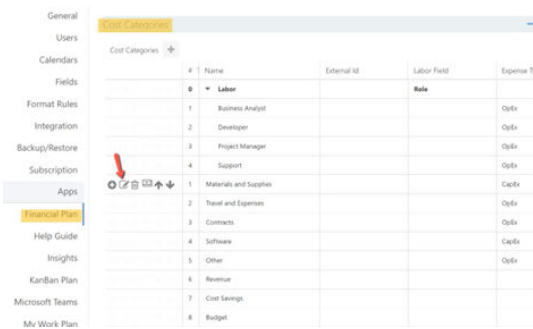 General
Users
Calendars
Fields
Format Rules
Integration
Backup/Restore
Subscription
Apps
Financial Plan
Help Guide
Insights
KanBan Plan
Microsoft Teams
My Work Plan
Cost Categories
Cost Categories +
# Name External Id Labor Field Expense T
0 Labor Role
1 Business Analyst OpEx
2 Developer OpEx
3 Project Manager OpEx
4 Support OpEx
1 Materials and Supplies CapEx
2 Travel and Expenses OpEx
3 Contracts OpEx
4 Software CapEx
5 Other OpEx
6 Revenue
7 Cost Savings
8 Budget